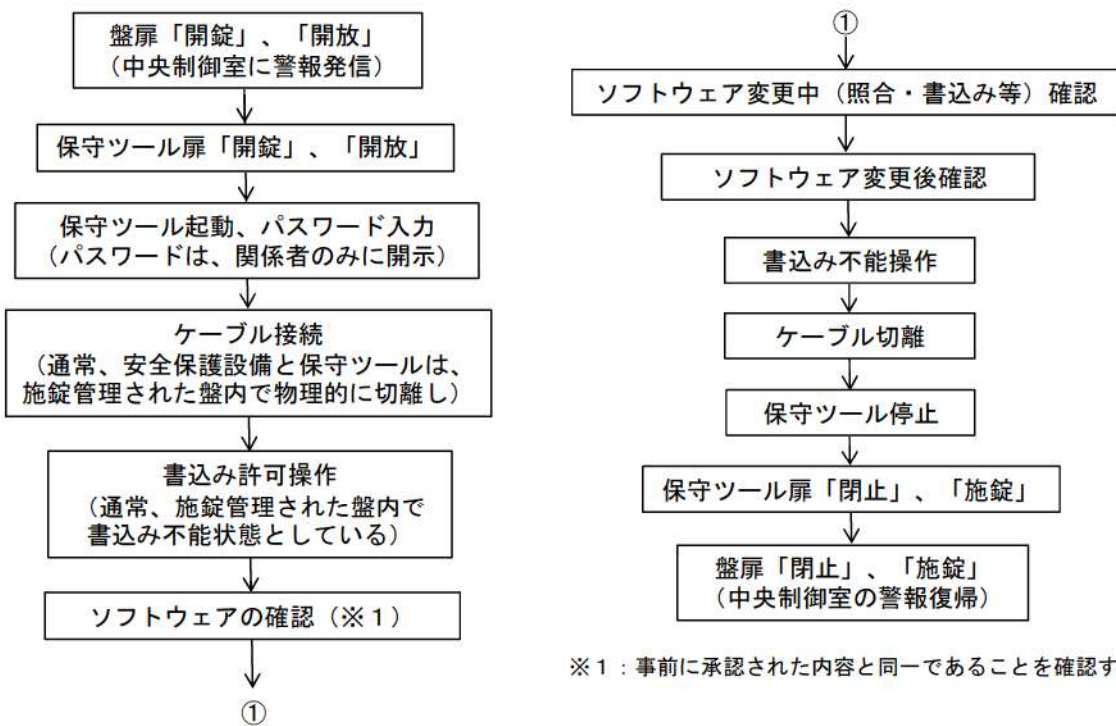 盤扉「開錠」、「開放」
(中央制御室に警報発信)
保守ツール扉「開錠」、「開放」
保守ツール起動、パスワード入力
(パスワードは、関係者のみに開示)
ケーブル接続
(通常、安全保護設備と保守ツールは、
施錠管理された盤内で物理的に切離し)
書込み許可操作
(通常、施錠管理された盤内で
書込み不能状態としている)
ソフトウェアの確認(※1)
①
①
ソフトウェア変更中(照合・書込み等)確認
ソフトウェア変更後確認
書込み不能操作
ケーブル切離
保守ツール停止
保守ツール扉「閉止」、「施錠」
盤扉「閉止」、「施錠」
(中央制御室の警報復帰)
※1:事前に承認された内容と同一であることを確認す